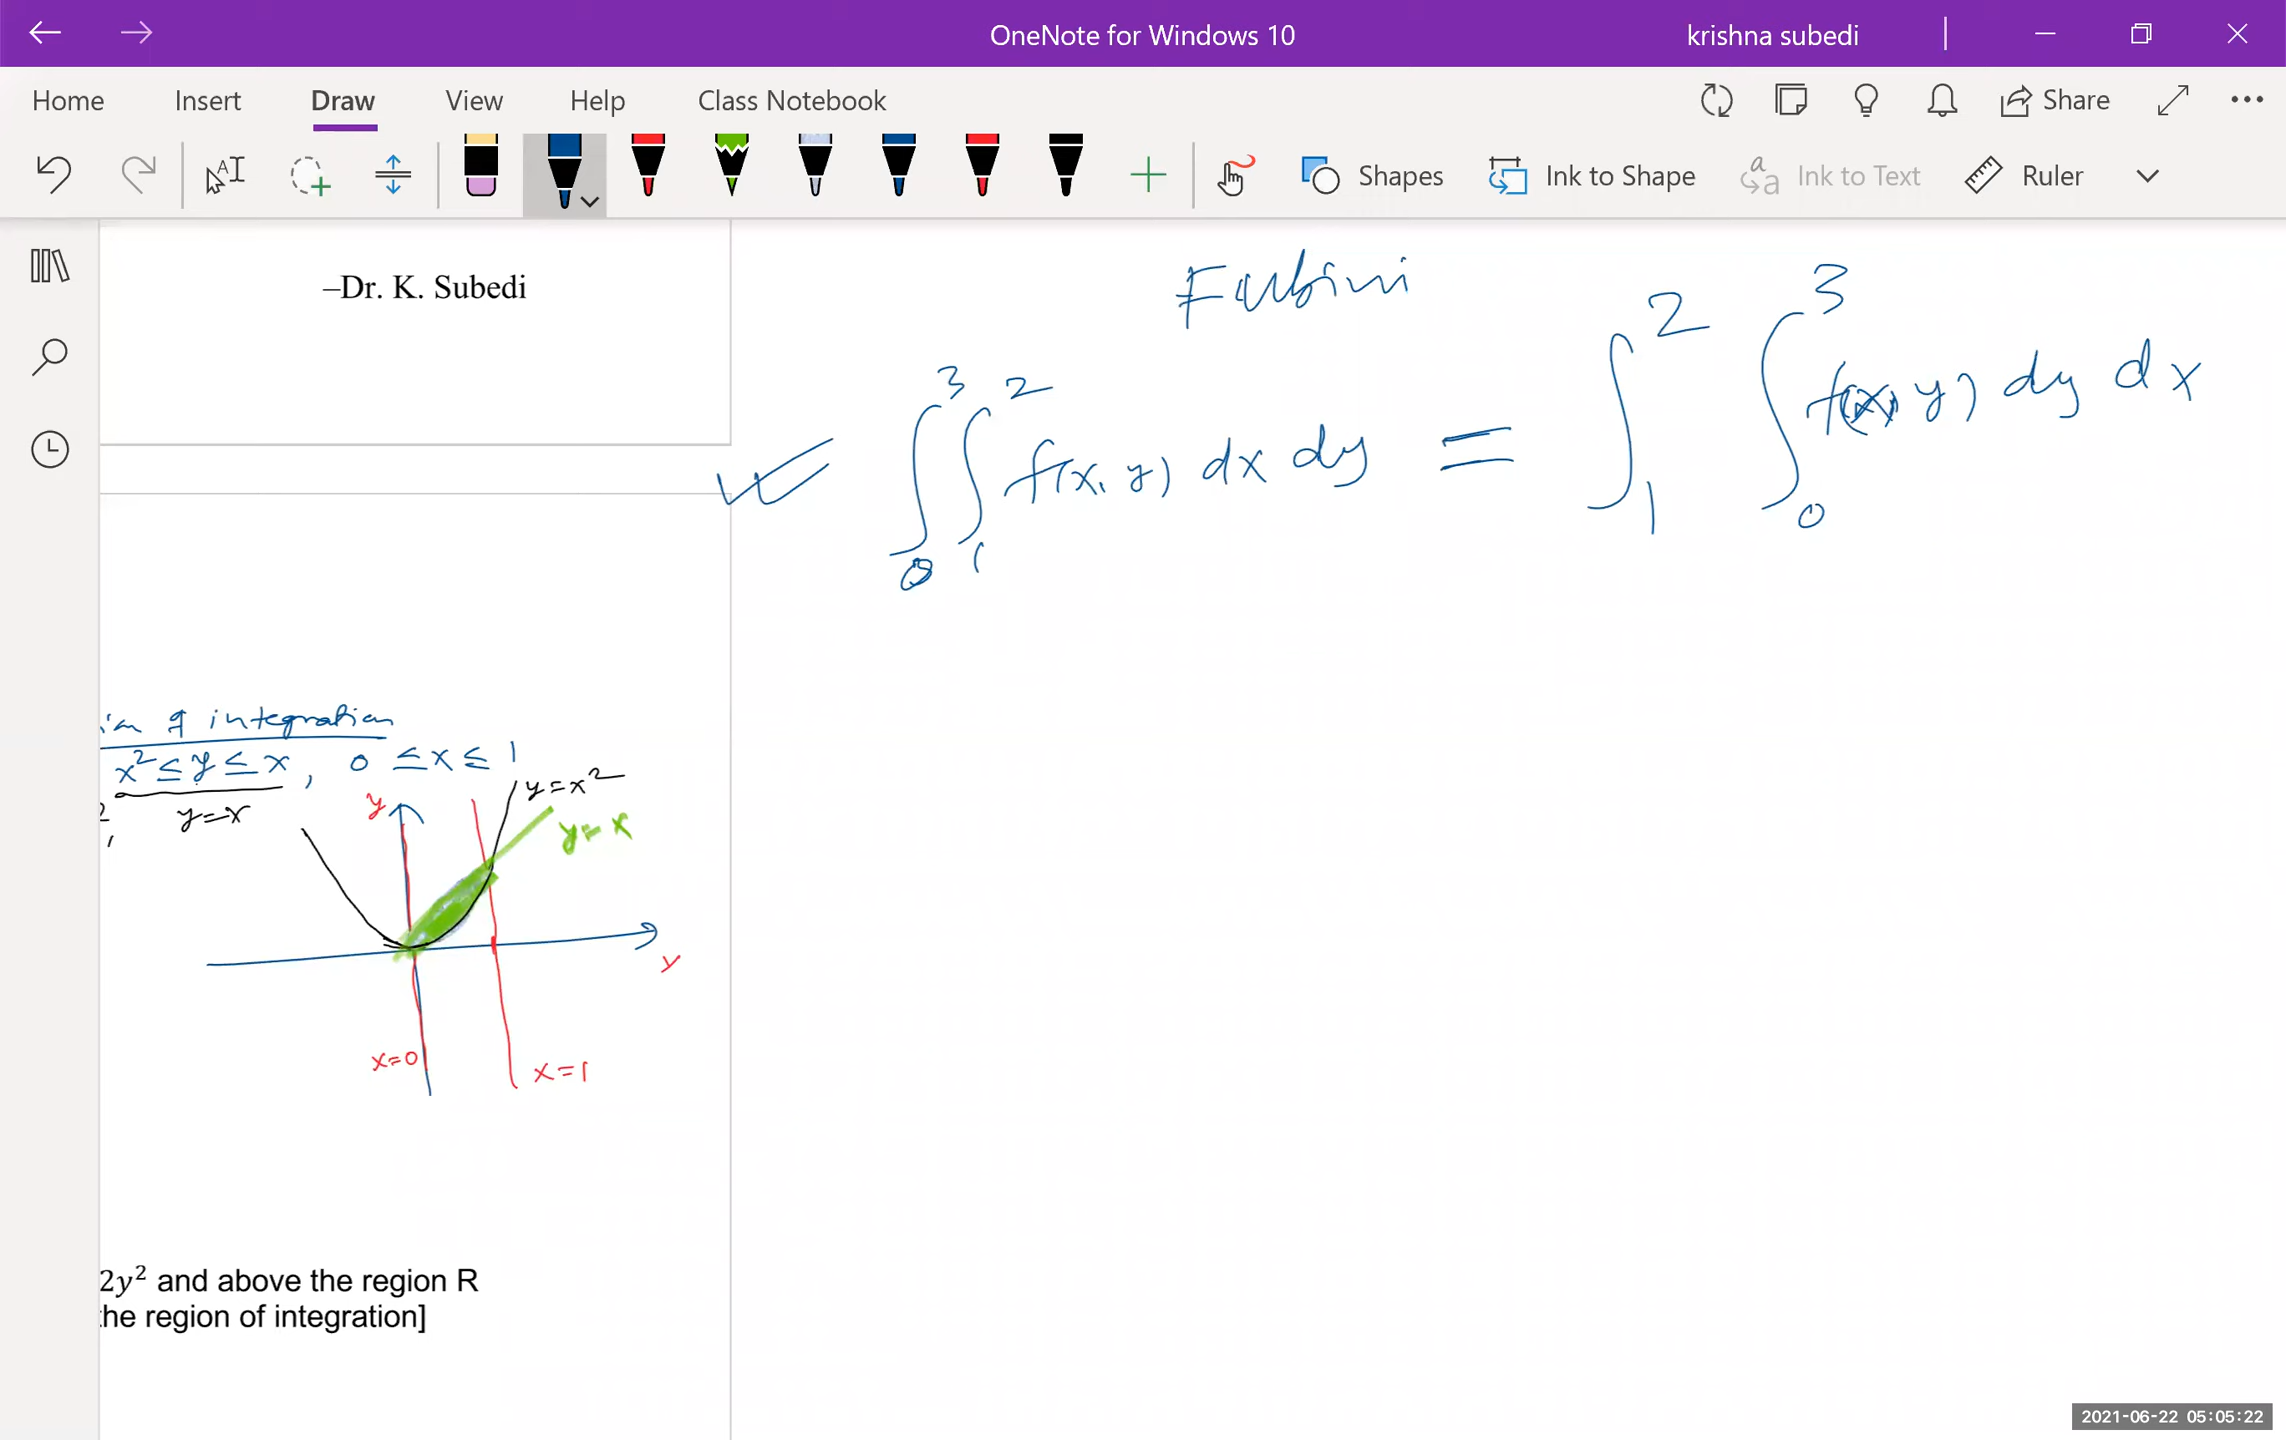 OneNote for Windows 10
krishna subedi
Home Insert Draw View Help Class Notebook Share
Shapes Ink to Shape Ink to Text Ruler
–Dr. K. Subedi
Fubini
∫₀³ ∫₁² f(x, y) dx dy = ∫₁² ∫₀³ f(x, y) dy dx
of integration
x² ≤ y ≤ x, 0 ≤ x ≤ 1
y = x
y
y = x²
y = x
x = 0
x = 1
2y² and above the region R
he region of integration]
2021-06-22 05:05:22